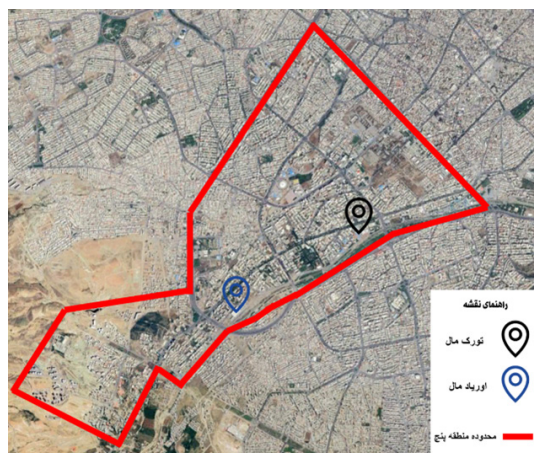 راهنمای نقشه
تورک مال
اوریاد مال
محدوده منطقه پنج